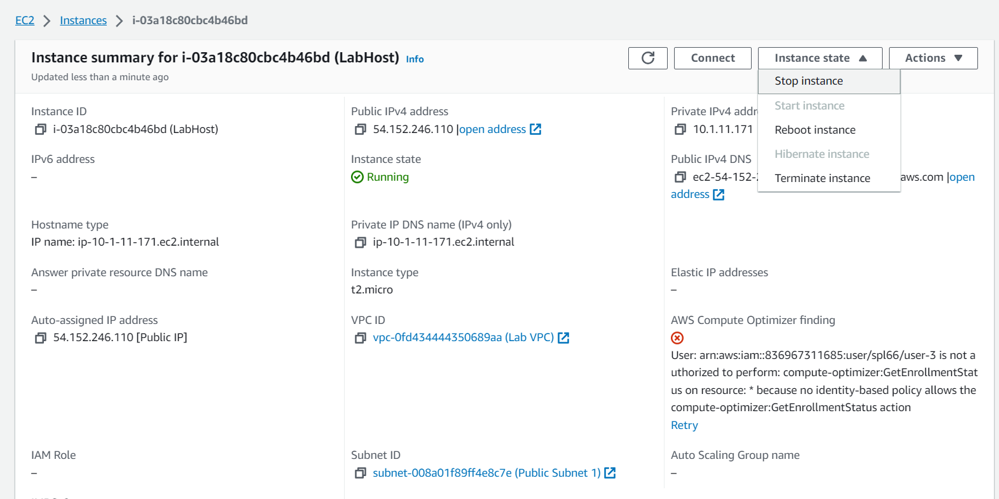 EC2 > Instances > i-03a18c80cbc4b46bd
Instance summary for i-03a18c80cbc4b46bd (LabHost) Info
Updated less than a minute ago
Connect
Instance state
Actions
Stop instance
Start instance
Reboot instance
Hibernate instance
Terminate instance
Instance ID
i-03a18c80cbc4b46bd (LabHost)
Public IPv4 address
54.152.246.110 |open address
Private IPv4 addr
10.1.11.171
IPv6 address
–
Instance state
Running
Public IPv4 DNS
ec2-54-152- aws.com |open
address
Hostname type
IP name: ip-10-1-11-171.ec2.internal
Private IP DNS name (IPv4 only)
ip-10-1-11-171.ec2.internal
Answer private resource DNS name
–
Instance type
t2.micro
Elastic IP addresses
–
Auto-assigned IP address
54.152.246.110 [Public IP]
VPC ID
vpc-0fd434444350689aa (Lab VPC)
AWS Compute Optimizer finding
User: arn:aws:iam::836967311685:user/spl66/user-3 is not a
uthorized to perform: compute-optimizer:GetEnrollmentStat
us on resource: * because no identity-based policy allows the
compute-optimizer:GetEnrollmentStatus action
Retry
IAM Role
–
Subnet ID
subnet-008a01f89ff4e8c7e (Public Subnet 1)
Auto Scaling Group name
–